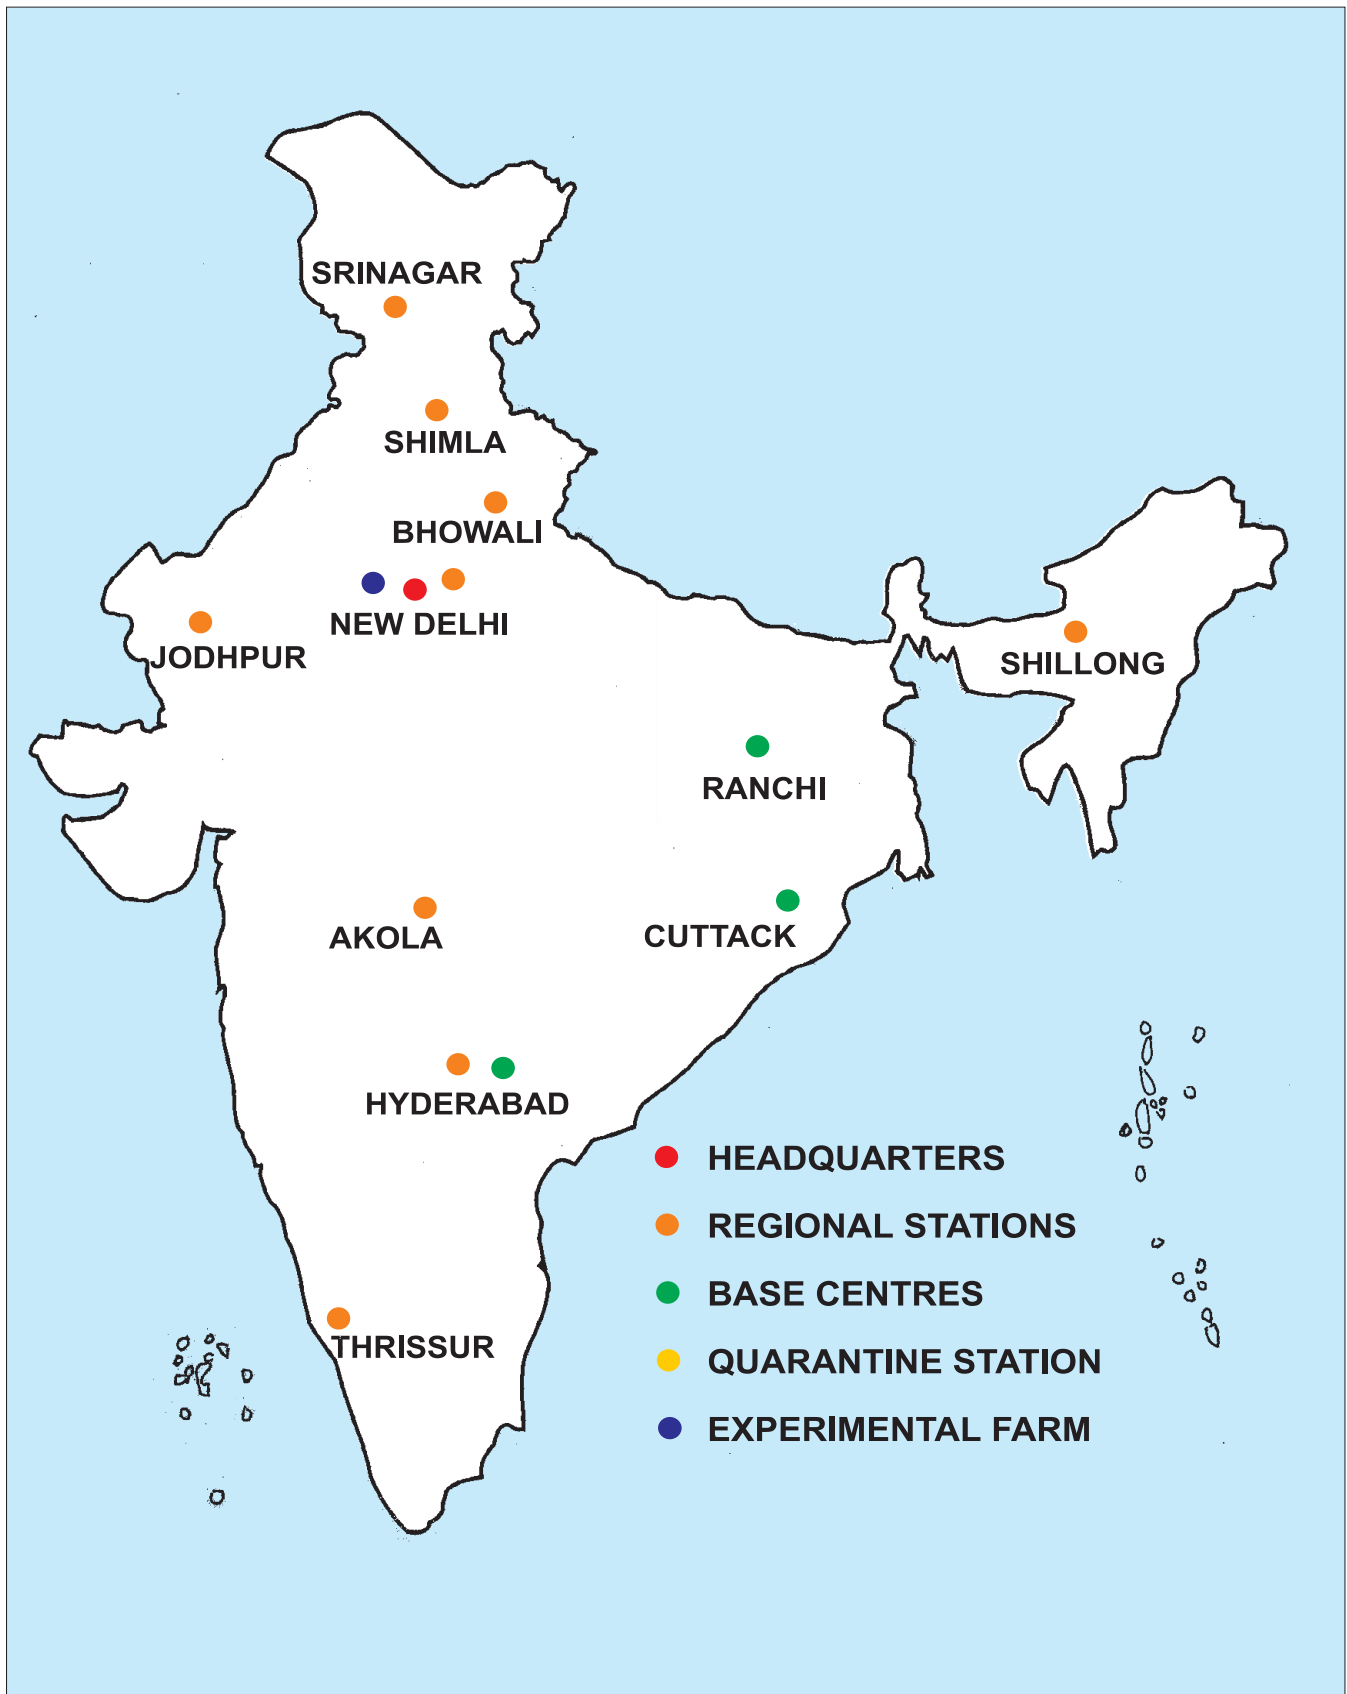 SRINAGAR
SHIMLA
BHOWALI
NEW DELHI
JODHPUR
SHILLONG
RANCHI
AKOLA
CUTTACK
HYDERABAD
HEADQUARTERS
REGIONAL STATIONS
BASE CENTRES
THRISSUR
QUARANTINE STATION
EXPERIMENTAL FARM